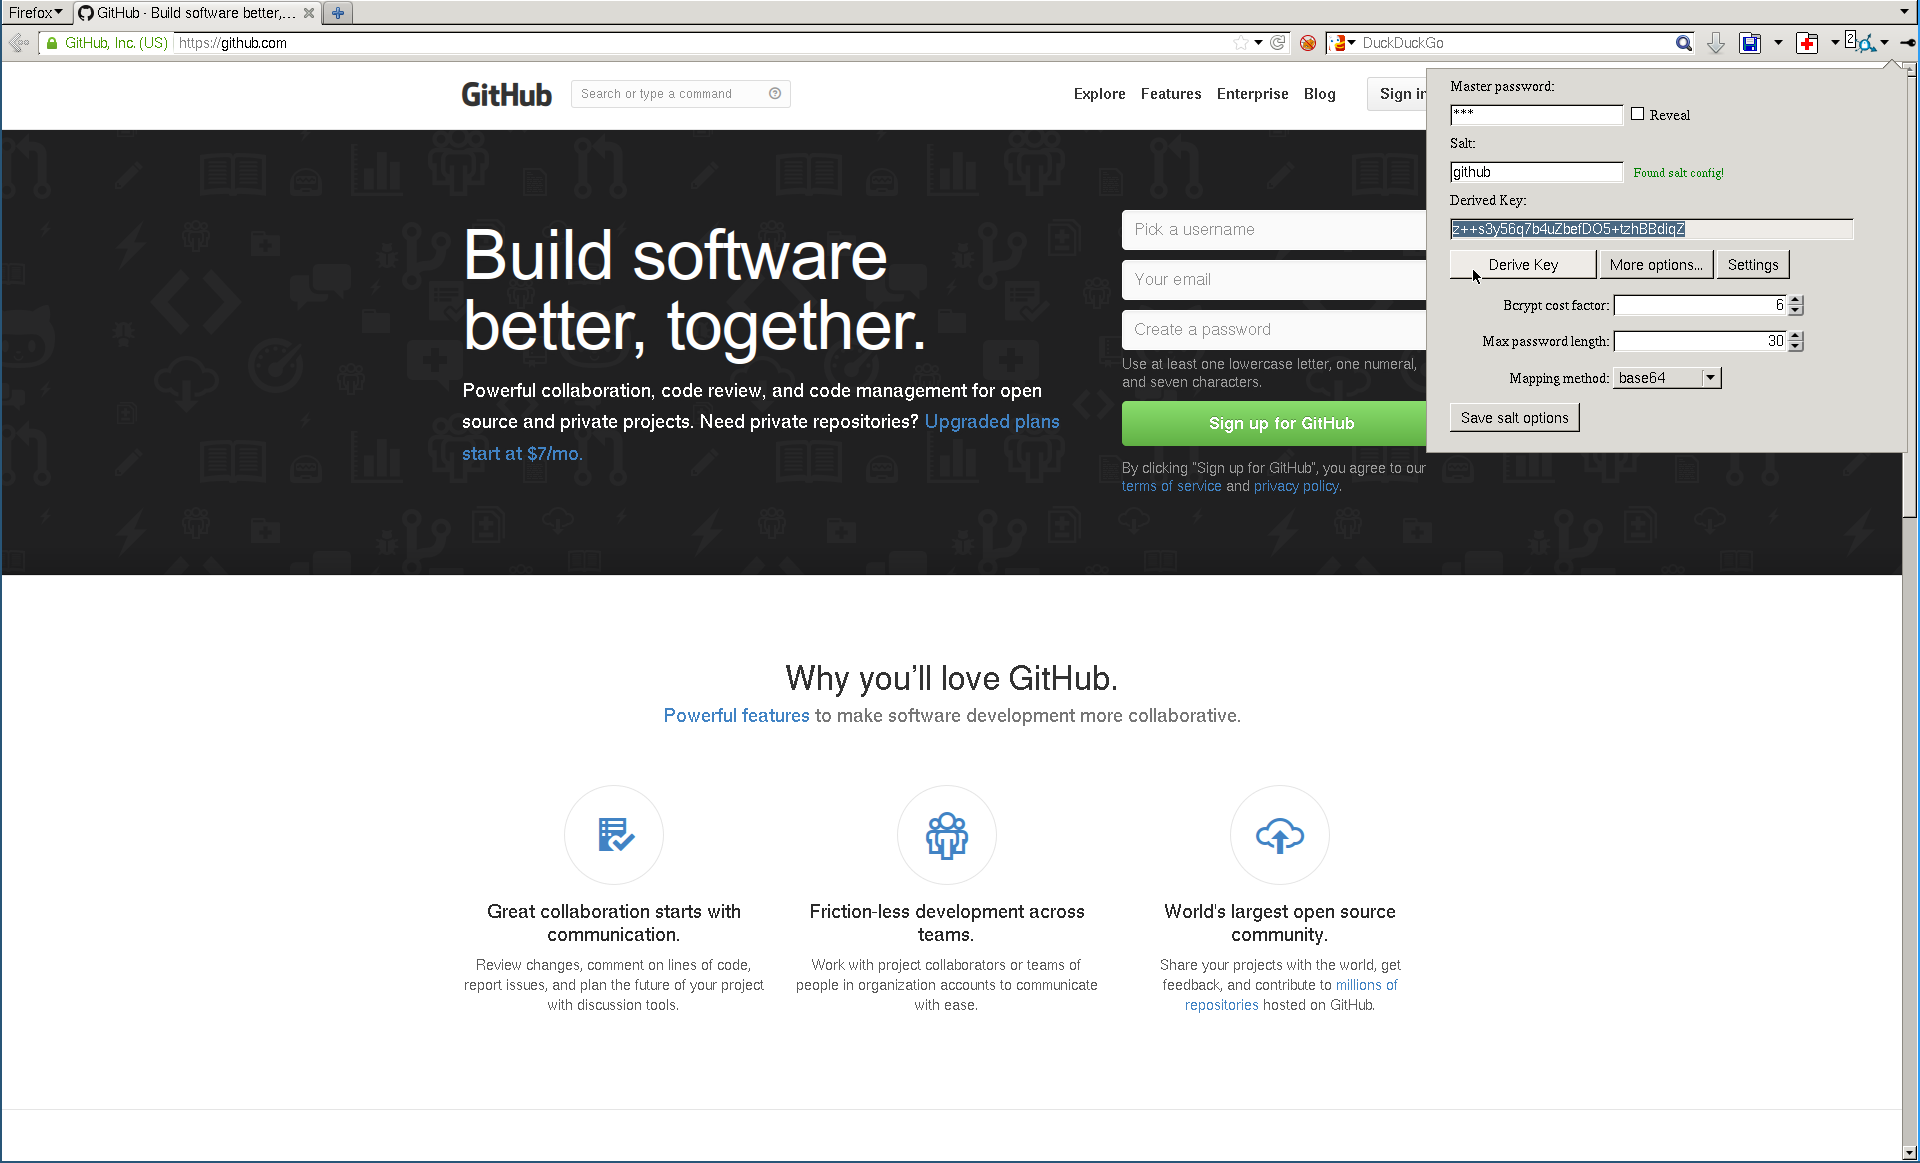 Firefox
GitHub · Build software better,...
GitHub, Inc. (US) https://github.com
DuckDuckGo
2
GitHub
Search or type a command
Explore Features Enterprise Blog
Sign in
Master password:
***
Reveal
Salt:
github
Found salt config!
Derived Key:
z++s3y56q7b4uZbefDO5+tzhBBdiqZ
Derive Key
More options...
Settings
Bcrypt cost factor: 6
Max password length: 30
Mapping method: base64
Save salt options
Build software
better, together.
Powerful collaboration, code review, and code management for open
source and private projects. Need private repositories? Upgraded plans
start at $7/mo.
Pick a username
Your email
Create a password
Use at least one lowercase letter, one numeral,
and seven characters.
Sign up for GitHub
By clicking "Sign up for GitHub", you agree to our
terms of service and privacy policy.
Why you'll love GitHub.
Powerful features to make software development more collaborative.
Great collaboration starts with
communication.
Review changes, comment on lines of code,
report issues, and plan the future of your project
with discussion tools.
Friction-less development across
teams.
Work with project collaborators or teams of
people in organization accounts to communicate
with ease.
World's largest open source
community.
Share your projects with the world, get
feedback, and contribute to millions of
repositories hosted on GitHub.